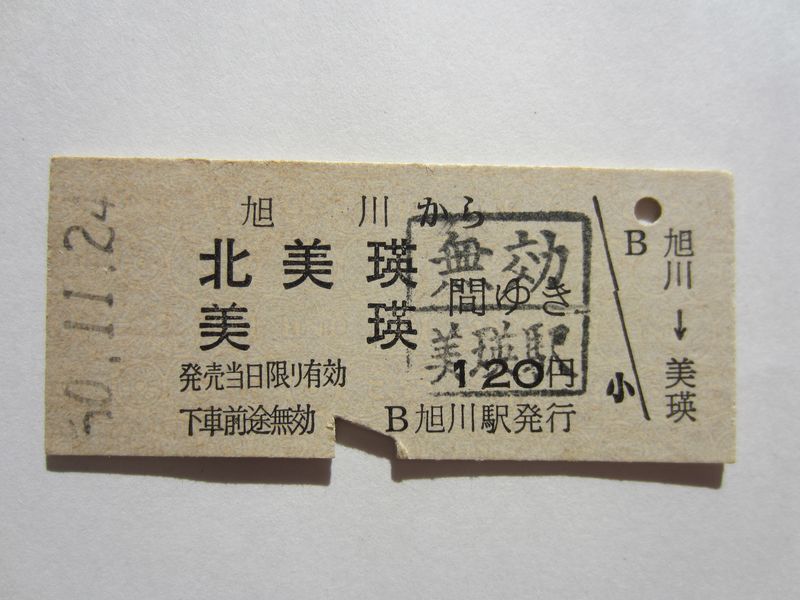 50.11.24
旭川から
北美瑛
美瑛
間ゆき
120円
発売当日限り有効
下車前途無効
B旭川駅発行
無効
美瑛駅
小
B
旭川→美瑛